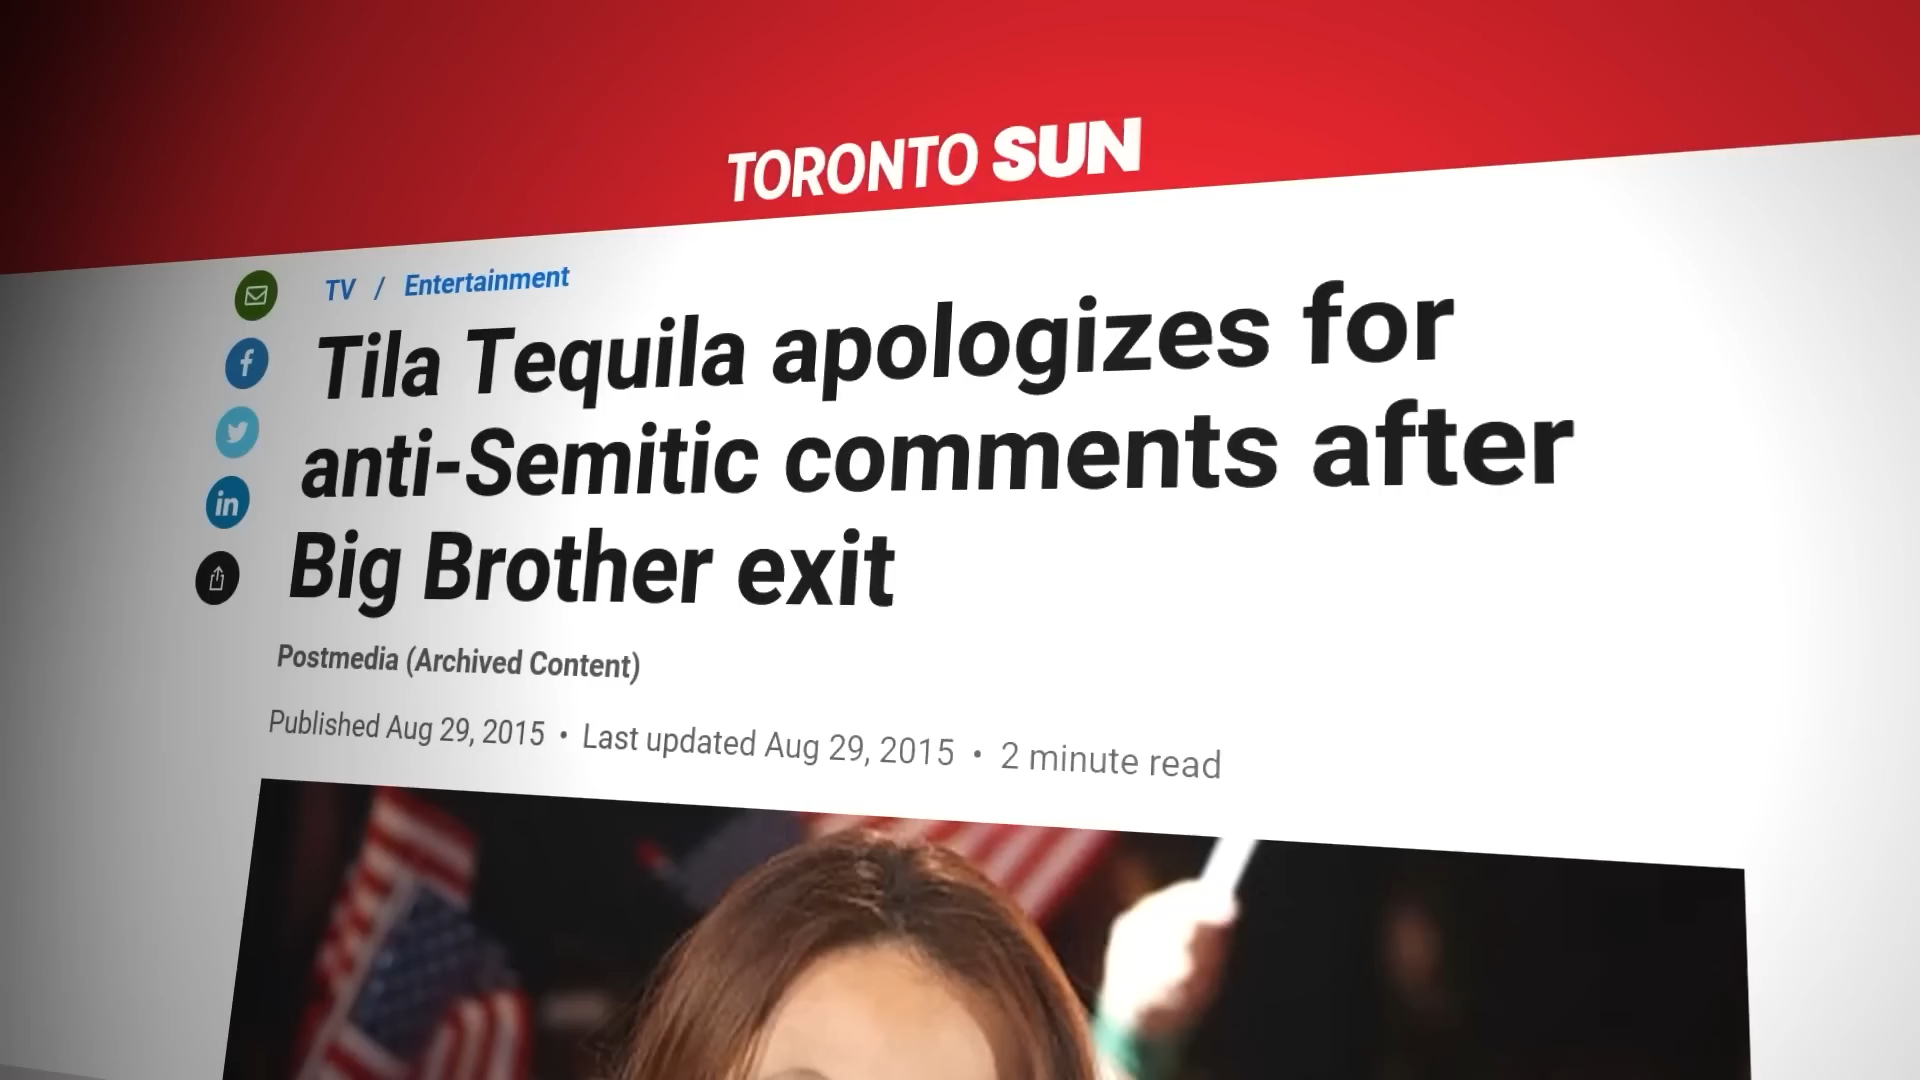 TORONTO SUN
TV / Entertainment
Tila Tequila apologizes for
anti-Semitic comments after
Big Brother exit
Postmedia (Archived Content)
Published Aug 29, 2015 • Last updated Aug 29, 2015 • 2 minute read
in